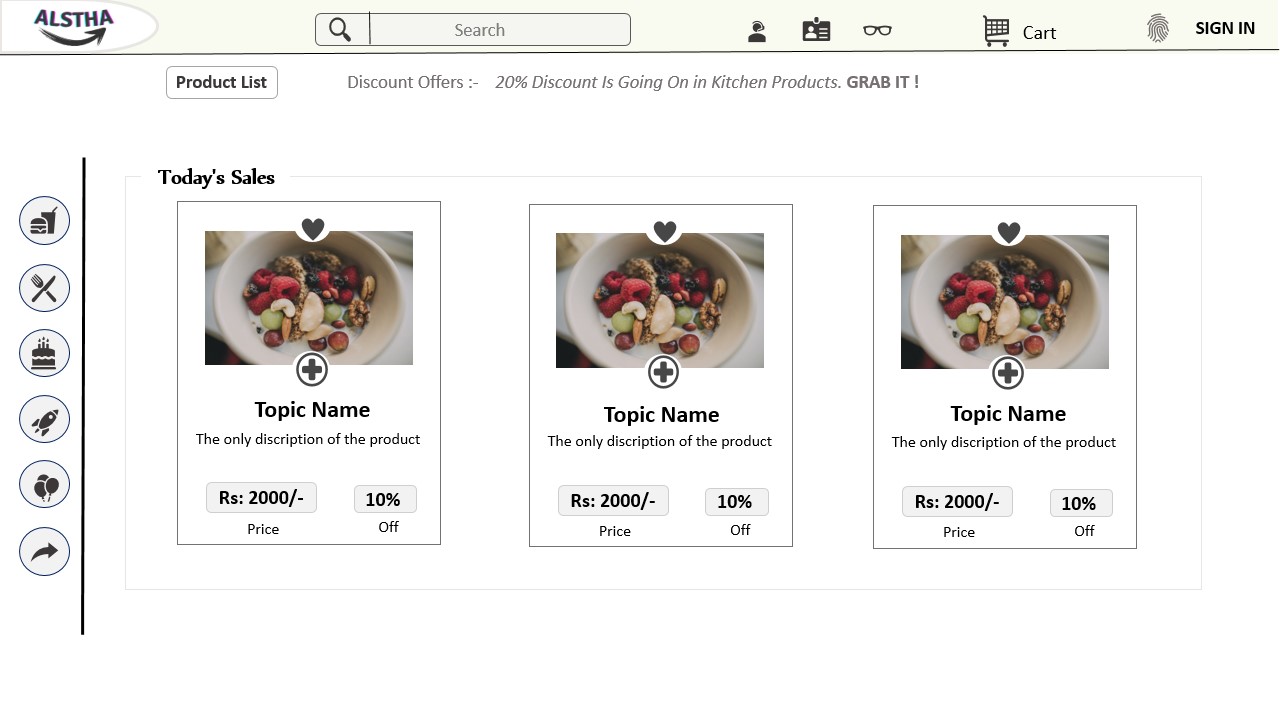 ALSTHA
Search
Cart
SIGN IN
Product List
Discount Offers :- 20% Discount Is Going On in Kitchen Products. GRAB IT !
Today's Sales
Topic Name
The only discription of the product
Rs: 2000/-
10%
Price
Off
Topic Name
The only discription of the product
Rs: 2000/-
10%
Price
Off
Topic Name
The only discription of the product
Rs: 2000/-
10%
Price
Off